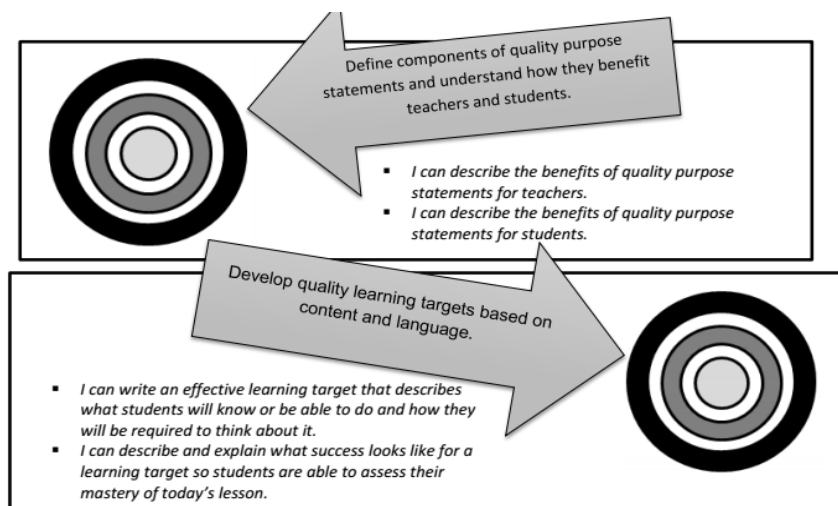 Define components of quality purpose
statements and understand how they benefit
teachers and students.
▪ I can describe the benefits of quality purpose
statements for teachers.
▪ I can describe the benefits of quality purpose
statements for students.
Develop quality learning targets based on
content and language.
▪ I can write an effective learning target that describes
what students will know or be able to do and how they
will be required to think about it.
▪ I can describe and explain what success looks like for a
learning target so students are able to assess their
mastery of today's lesson.